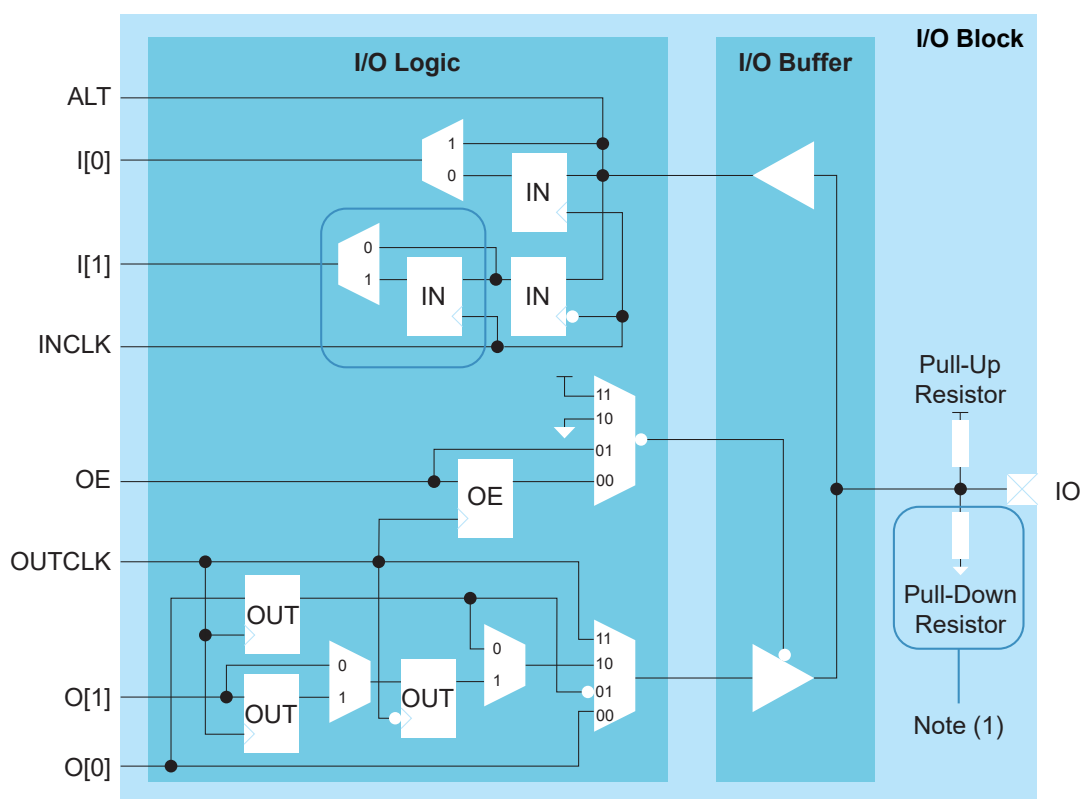 I/O Block
I/O Logic
I/O Buffer
ALT
1
I[0]
0
IN
0
I[1]
1
IN
IN
INCLK
Pull-Up
Resistor
11
10
01
OE
00
OE
IO
OUTCLK
OUT
Pull-Down
Resistor
0
11
0
10
1
01
O[1]
1
OUT
OUT
00
Note (1)
O[0]